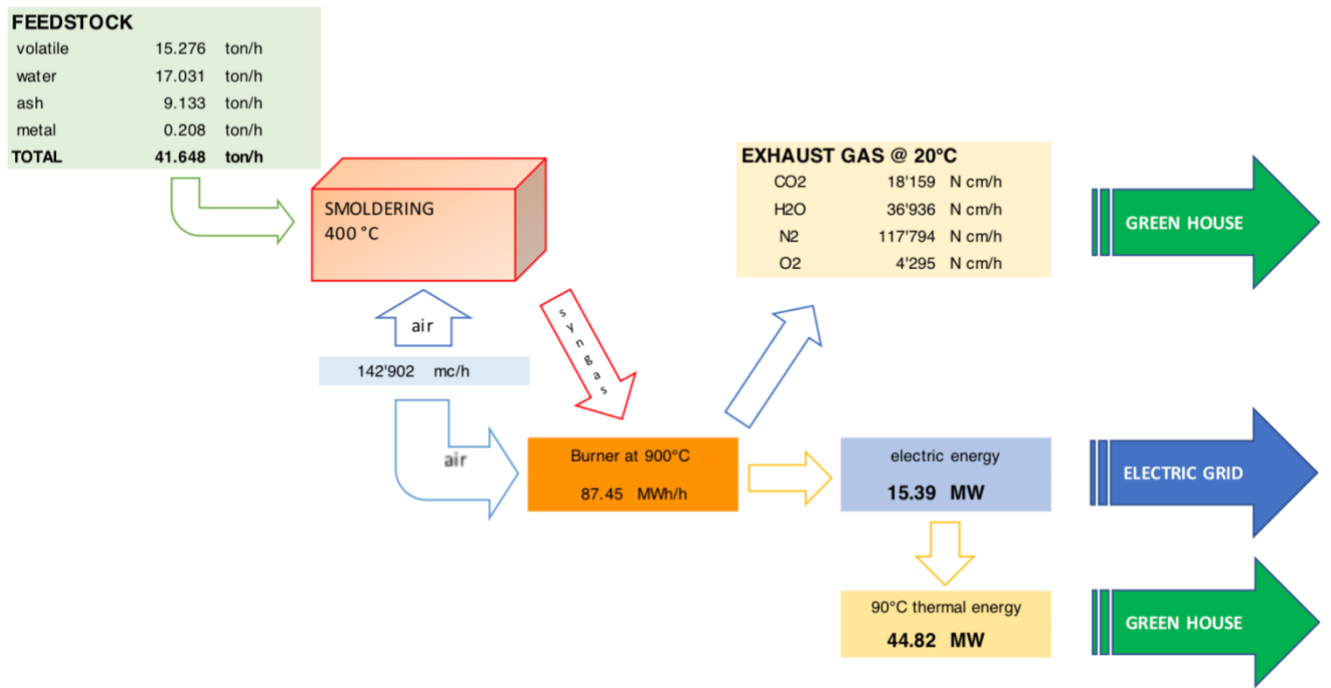 FEEDSTOCK
volatile 15.276 ton/h
water 17.031 ton/h
ash 9.133 ton/h
metal 0.208 ton/h
TOTAL 41.648 ton/h
SMOLDERING
400 °C
air
142'902 mc/h
air
syngas
Burner at 900°C
87.45 MWh/h
EXHAUST GAS @ 20°C
CO2 18'159 N cm/h
H2O 36'936 N cm/h
N2 117'794 N cm/h
O2 4'295 N cm/h
GREEN HOUSE
electric energy
15.39 MW
ELECTRIC GRID
90°C thermal energy
44.82 MW
GREEN HOUSE